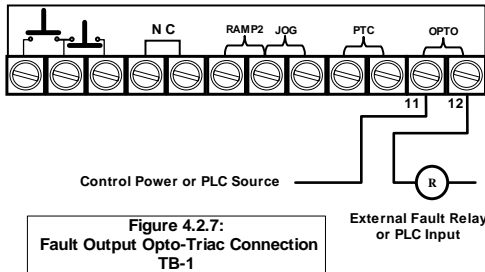 N C RAMP2 JOG PTC OPTO
11 12
Control Power or PLC Source
R
External Fault Relay
or PLC Input
Figure 4.2.7:
Fault Output Opto-Triac Connection
TB-1